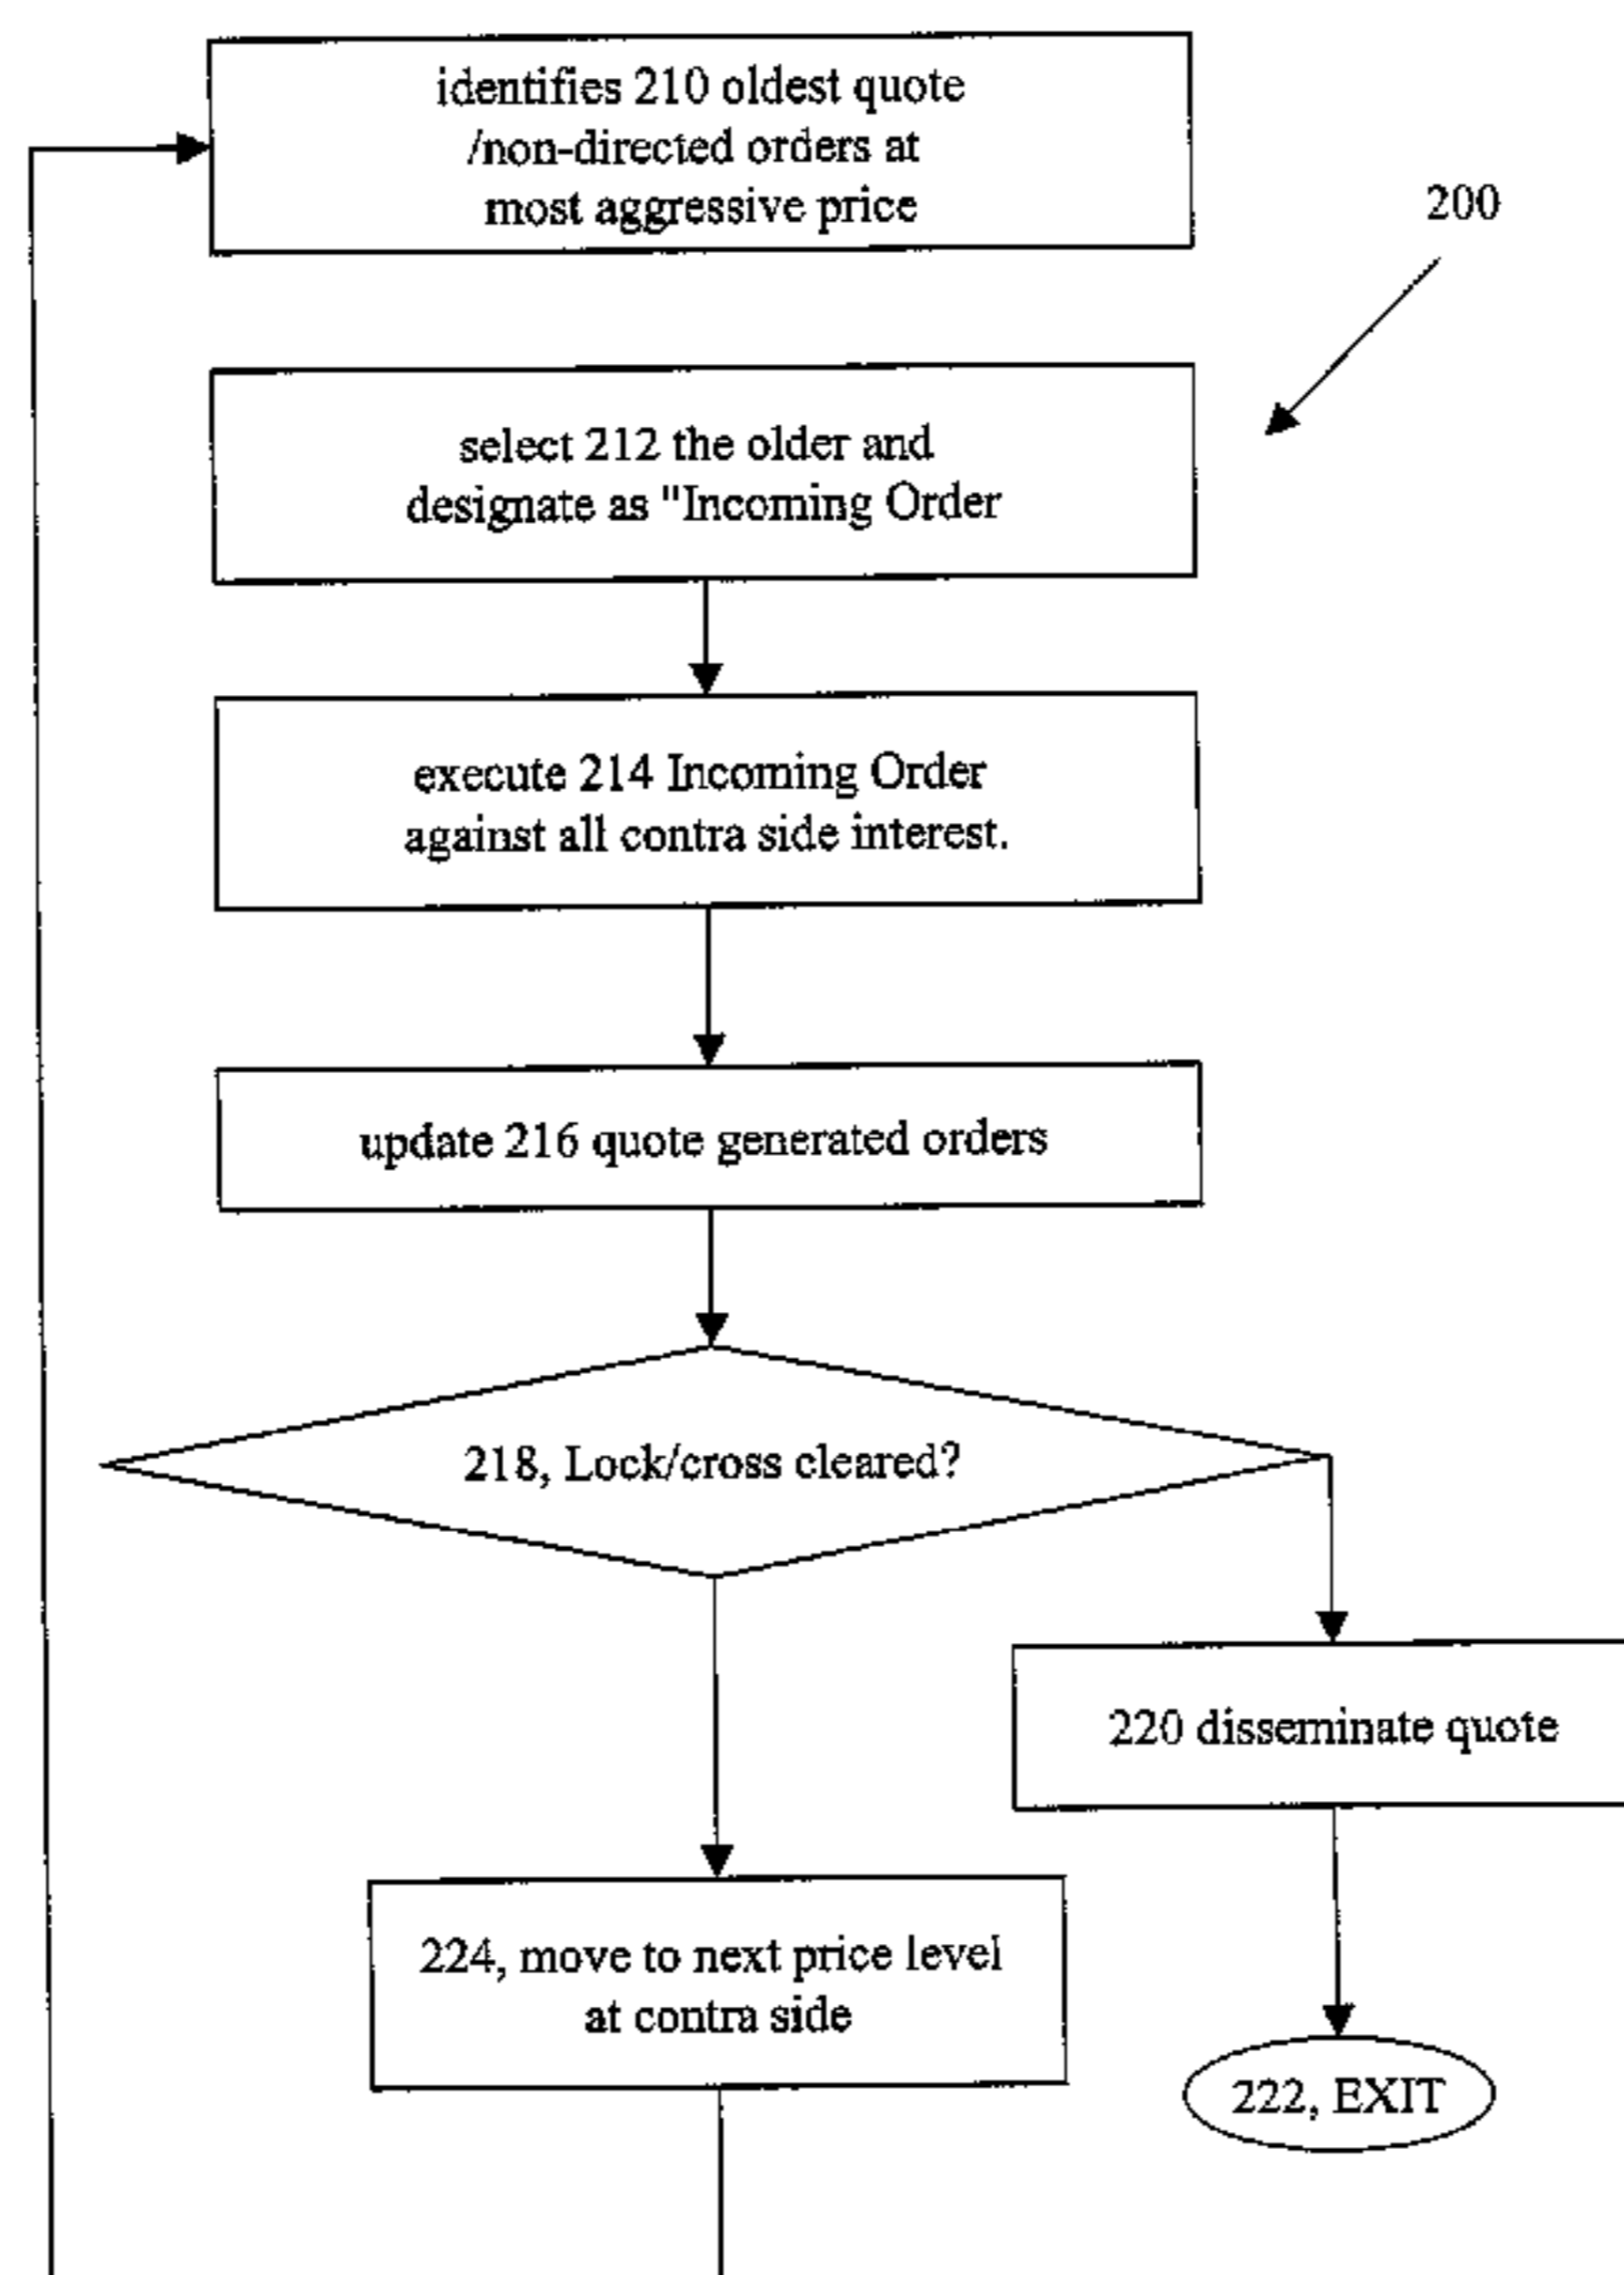 identifies 210 oldest quote
/non-directed orders at
most aggressive price
200
select 212 the older and
designate as "Incoming Order
execute 214 Incoming Order
against all contra side interest.
update 216 quote generated orders
218, Lock/cross cleared?
220 disseminate quote
224, move to next price level
at contra side
222, EXIT